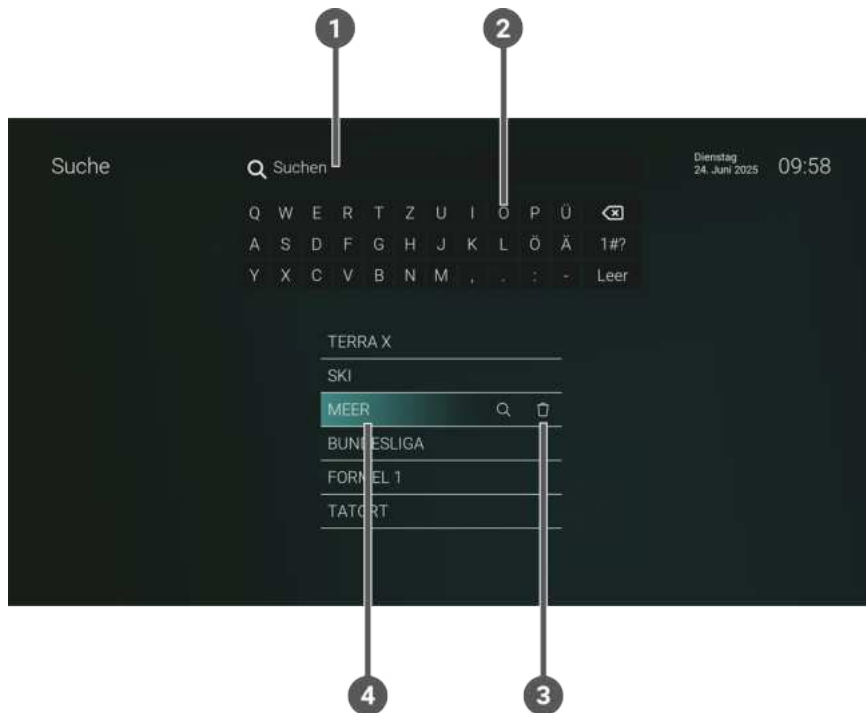 1 2
Suche
Suchen
Dienstag
24. Juni 2025
09:58
Q W E R T Z U I O P Ü
A S D F G H J K L Ö Ä 1#?
Y X C V B N M , . : - Leer
TERRA X
SKI
MEER
BUNDESLIGA
FORMEL 1
TATORT
4 3